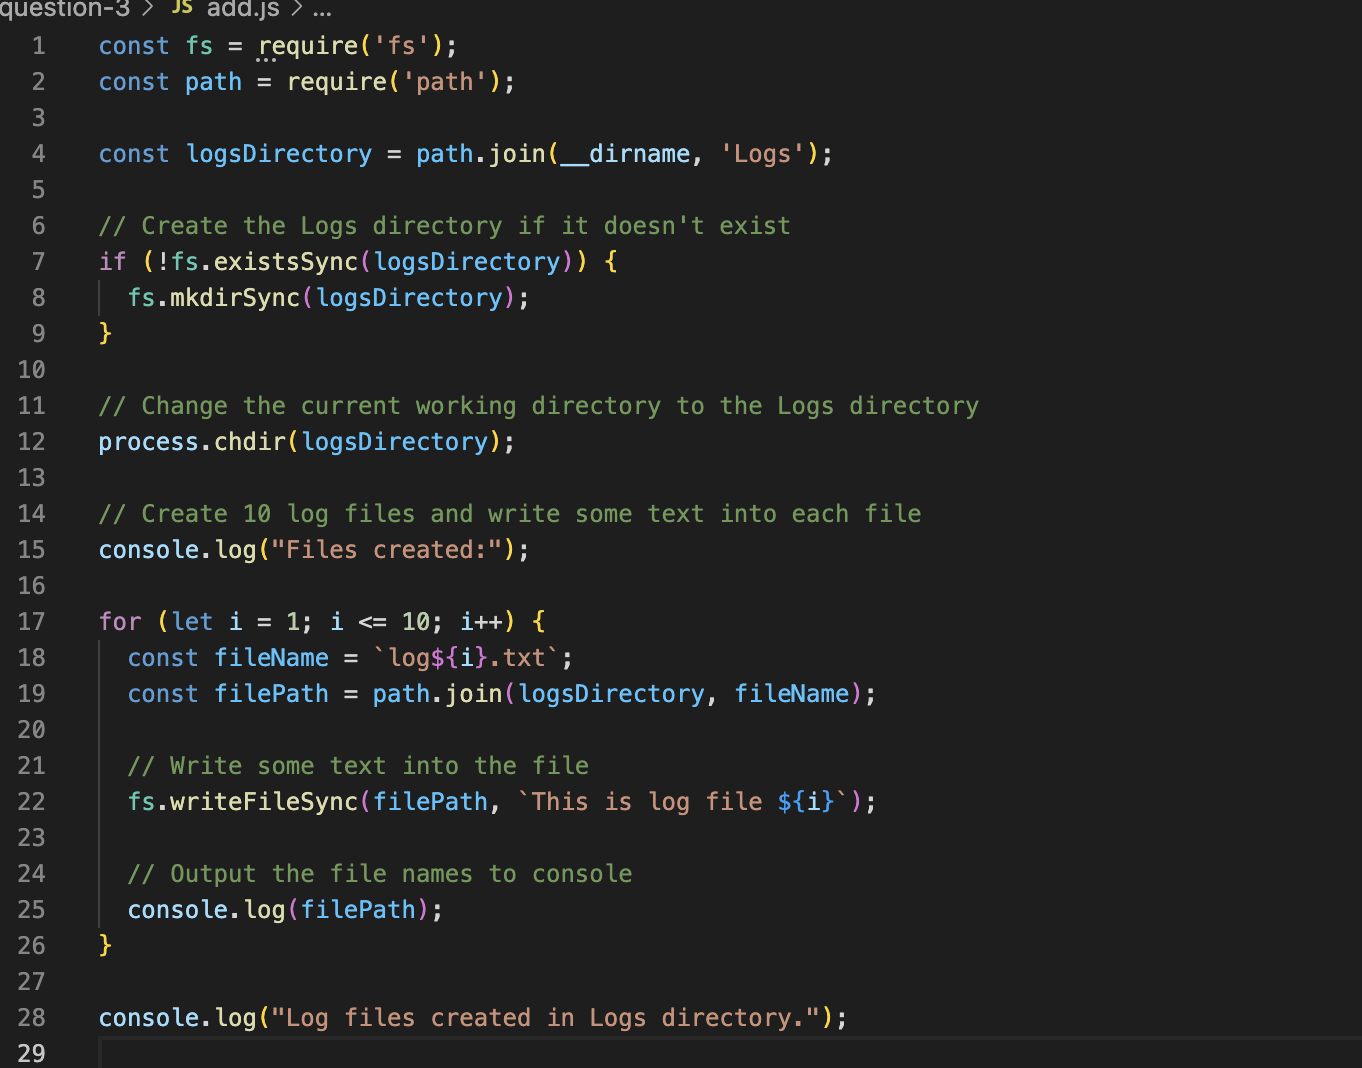 question-3 > JS add.js > ...
1 const fs = require('fs');
2 const path = require('path');
3
4 const logsDirectory = path.join(__dirname, 'Logs');
5
6 // Create the Logs directory if it doesn't exist
7 if (!fs.existsSync(logsDirectory)) {
8   fs.mkdirSync(logsDirectory);
9 }
10
11 // Change the current working directory to the Logs directory
12 process.chdir(logsDirectory);
13
14 // Create 10 log files and write some text into each file
15 console.log("Files created:");
16
17 for (let i = 1; i <= 10; i++) {
18   const fileName = `log${i}.txt`;
19   const filePath = path.join(logsDirectory, fileName);
20
21   // Write some text into the file
22   fs.writeFileSync(filePath, `This is log file ${i}`);
23
24   // Output the file names to console
25   console.log(filePath);
26 }
27
28 console.log("Log files created in Logs directory.");
29